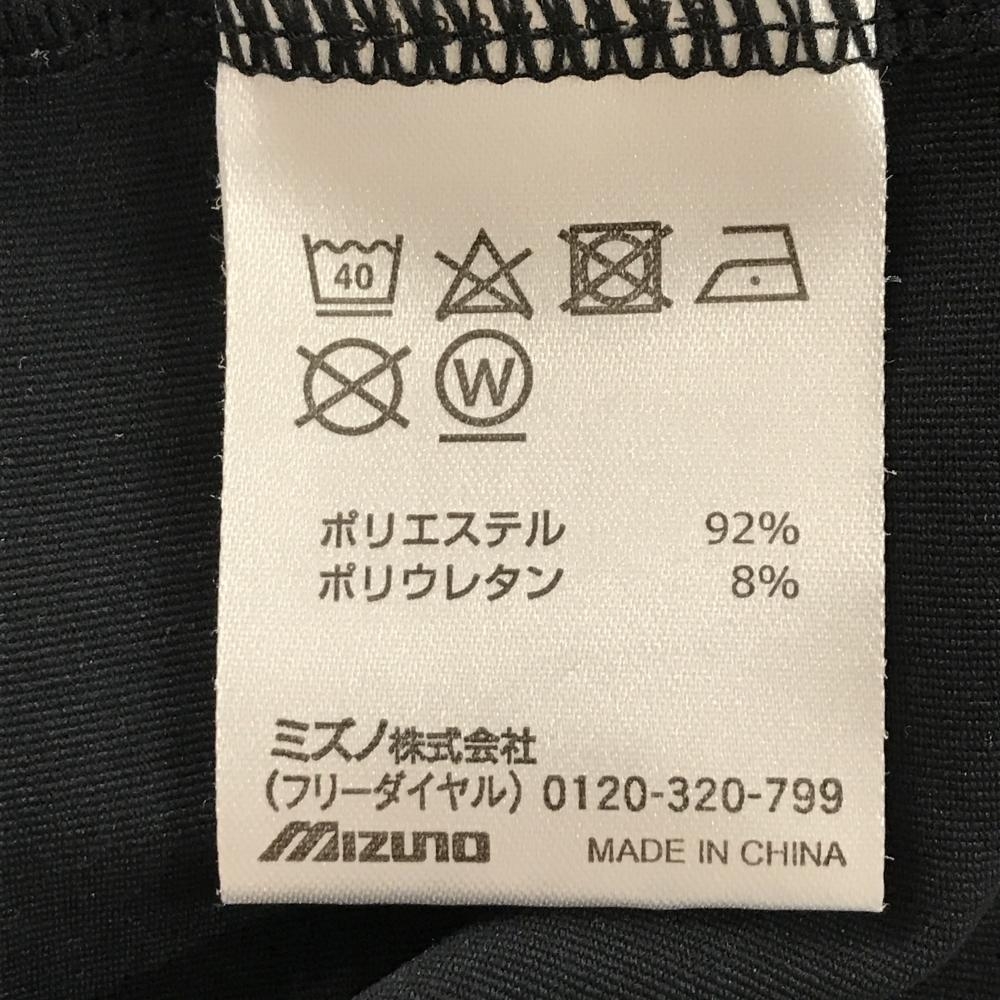 40
W
ポリエステル 92%
ポリウレタン 8%
ミズノ株式会社
(フリーダイヤル) 0120-320-799
MIZUNO MADE IN CHINA